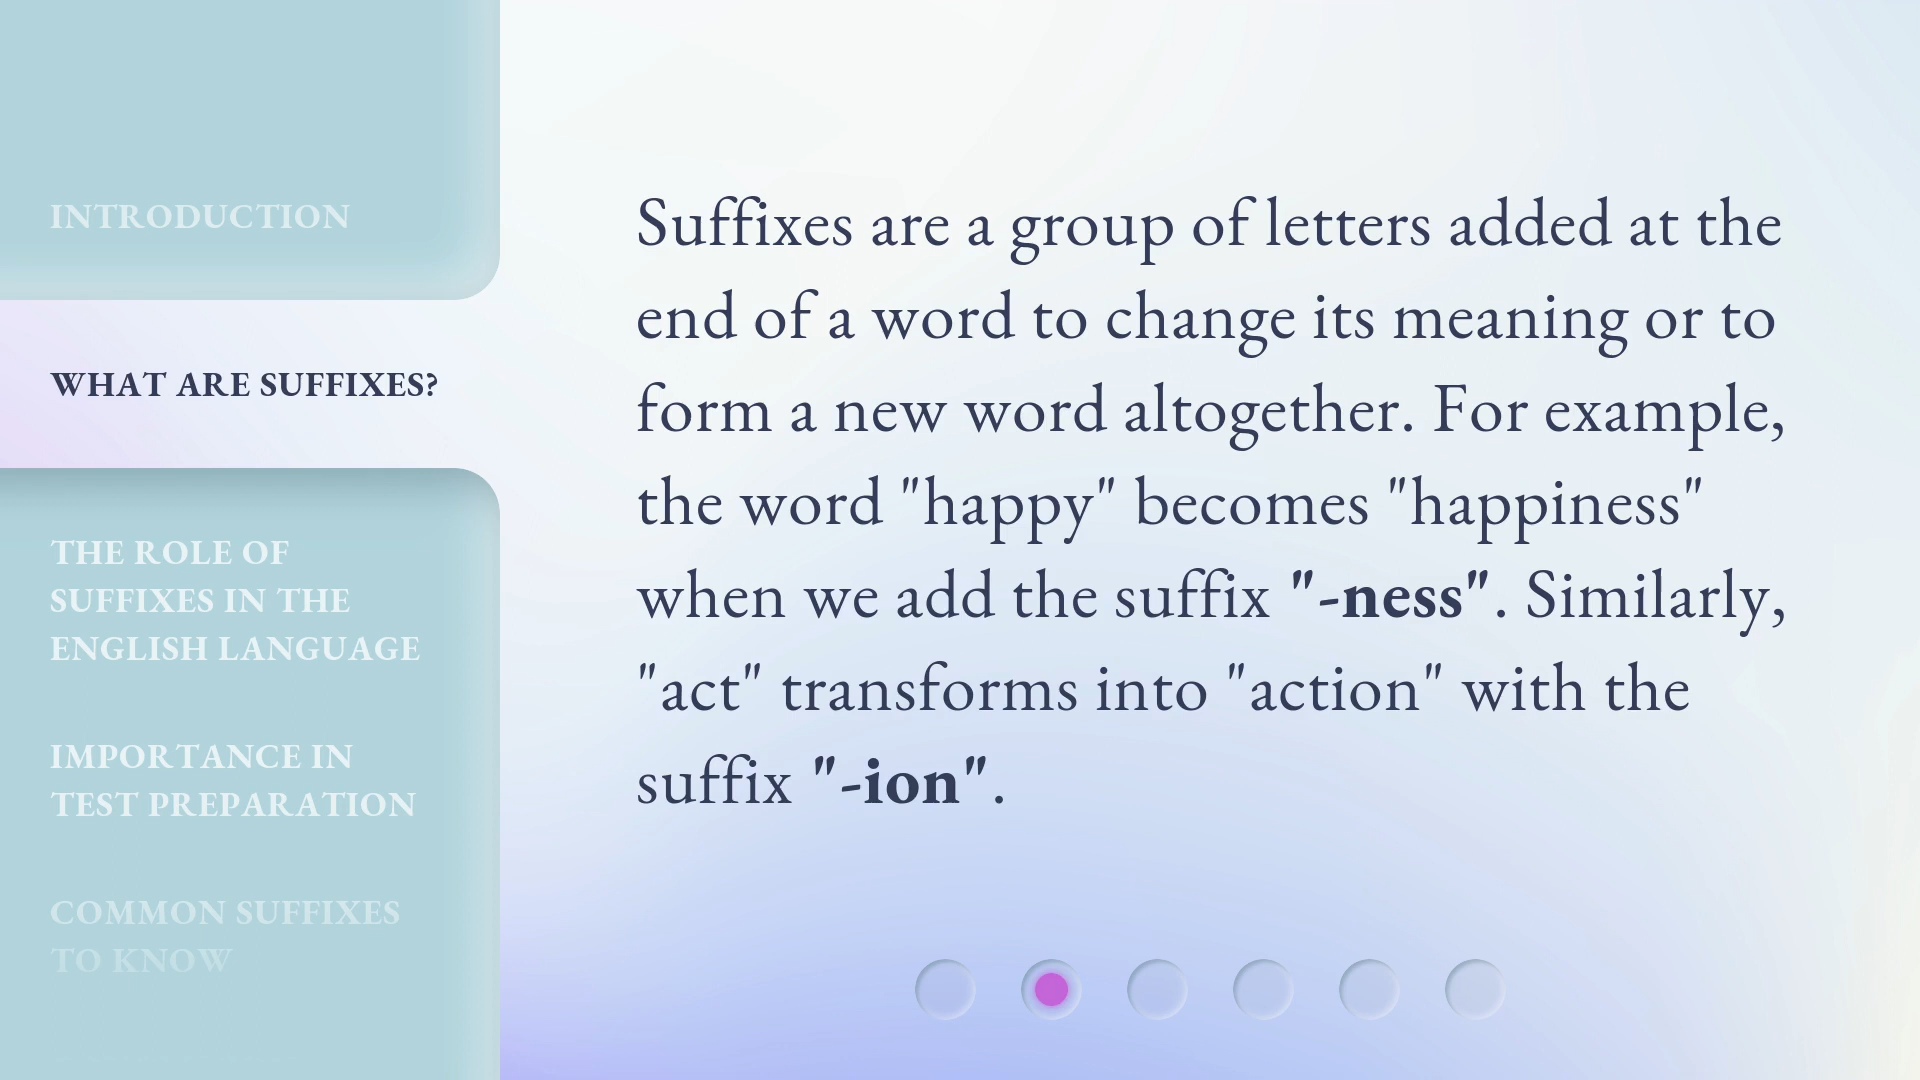 INTRODUCTION
WHAT ARE SUFFIXES?
THE ROLE OF
SUFFIXES IN THE
ENGLISH LANGUAGE
IMPORTANCE IN
TEST PREPARATION
COMMON SUFFIXES
TO KNOW
Suffixes are a group of letters added at the
end of a word to change its meaning or to
form a new word altogether. For example,
the word "happy" becomes "happiness"
when we add the suffix "-ness". Similarly,
"act" transforms into "action" with the
suffix "-ion".